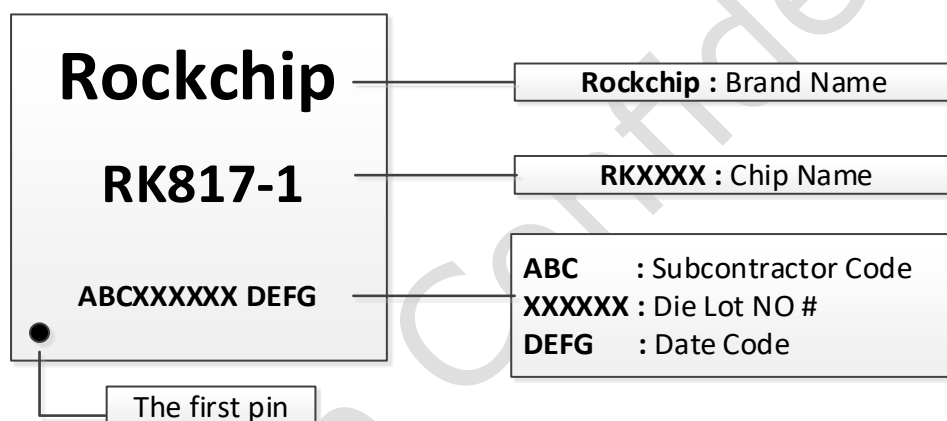 Rockchip
Rockchip : Brand Name
RK817-1
RKXXXX : Chip Name
ABCXXXXXX DEFG
ABC : Subcontractor Code
XXXXXX : Die Lot NO #
DEFG : Date Code
The first pin